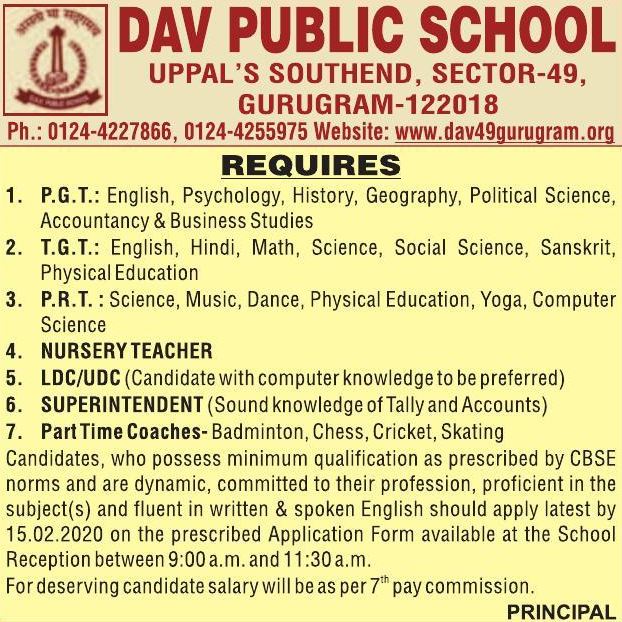 असतो मा सद्गमय
D.A.V. PUBLIC SCHOOL
DAV PUBLIC SCHOOL
UPPAL'S SOUTHEND, SECTOR-49,
GURUGRAM-122018
Ph.: 0124-4227866, 0124-4255975 Website: www.dav49gurugram.org
REQUIRES
1. P.G.T.: English, Psychology, History, Geography, Political Science,
Accountancy & Business Studies
2. T.G.T.: English, Hindi, Math, Science, Social Science, Sanskrit,
Physical Education
3. P.R.T. : Science, Music, Dance, Physical Education, Yoga, Computer
Science
4. NURSERY TEACHER
5. LDC/UDC (Candidate with computer knowledge to be preferred)
6. SUPERINTENDENT (Sound knowledge of Tally and Accounts)
7. Part Time Coaches- Badminton, Chess, Cricket, Skating
Candidates, who possess minimum qualification as prescribed by CBSE
norms and are dynamic, committed to their profession, proficient in the
subject(s) and fluent in written & spoken English should apply latest by
15.02.2020 on the prescribed Application Form available at the School
Reception between 9:00 a.m. and 11:30 a.m.
For deserving candidate salary will be as per 7th pay commission.
PRINCIPAL